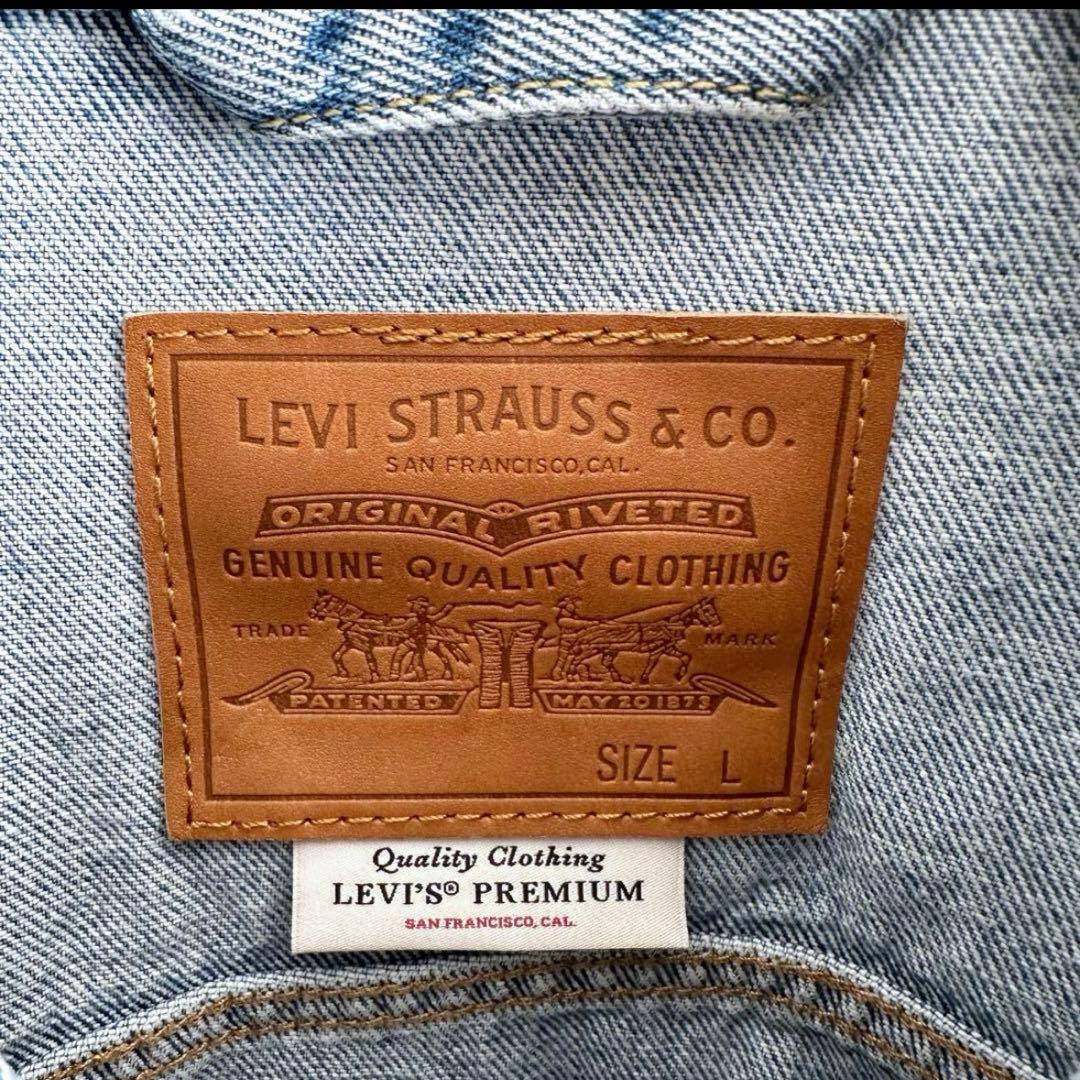 LEVI STRAUSS & CO.
SAN FRANCISCO, CAL.
ORIGINAL RIVETED
GENUINE QUALITY CLOTHING
TRADE MARK
PATENTED MAY 20 1873
SIZE L
Quality Clothing
LEVI'S® PREMIUM
SAN FRANCISCO, CAL.